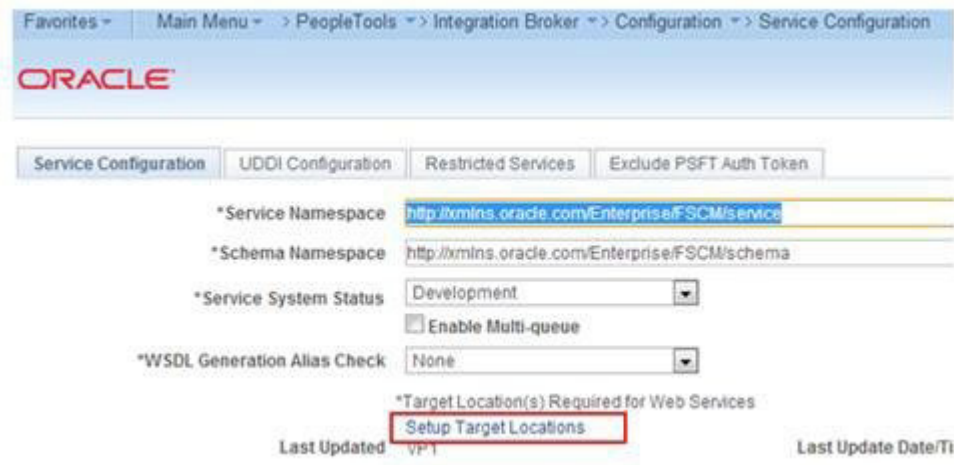 Favorites Main Menu > PeopleTools > Integration Broker > Configuration > Service Configuration
ORACLE
Service Configuration UDDI Configuration Restricted Services Exclude PSFT Auth Token
*Service Namespace http://xmlns.oracle.com/Enterprise/FSCM/service
*Schema Namespace http://xmlns.oracle.com/Enterprise/FSCM/schema
*Service System Status Development
Enable Multi-queue
*WSDL Generation Alias Check None
*Target Location(s) Required for Web Services
Setup Target Locations
Last Updated VP1 Last Update Date/Ti